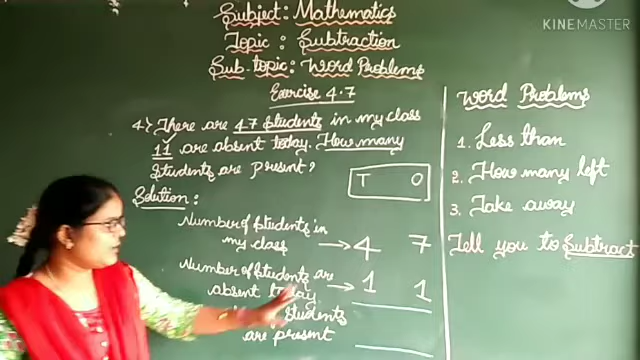 Subject: Mathematics
Topic: Subtraction
Sub-topic: Word Problems
Exercise 4.7
4) There are 47 students in my class
11 are absent today. How many
students are present?
Solution:
T O
Number of students in
my class → 4 7
Number of students are
absent today → 1 1
students
are present
Word Problems
1. Less than
2. How many left
3. Take away
Tell you to Subtract
KINEMASTER